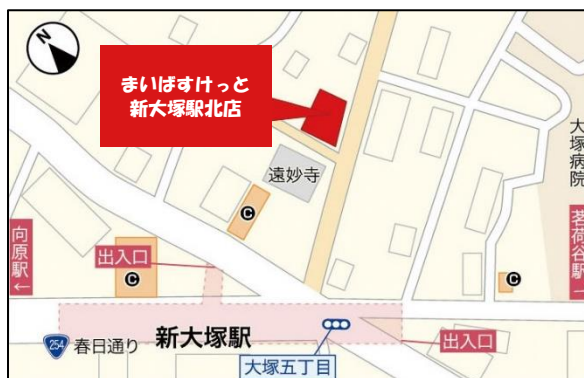 N
まいばすけっと
新大塚駅北店
大塚病院
遠妙寺
C
向原駅
←
出入口
C
茗荷谷駅
→
C
254
春日通り
新大塚駅
大塚五丁目
出入口